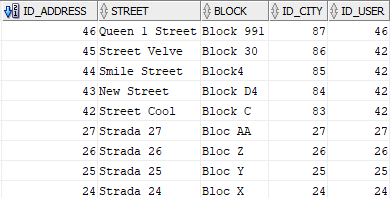 ID_ADDRESS STREET BLOCK ID_CITY ID_USER
46 Queen 1 Street Block 991 87 46
45 Street Velve Block 30 86 42
44 Smile Street Block4 85 42
43 New Street Block D4 84 42
42 Street Cool Block C 83 42
27 Strada 27 Bloc AA 27 27
26 Strada 26 Bloc Z 26 26
25 Strada 25 Bloc Y 25 25
24 Strada 24 Bloc X 24 24